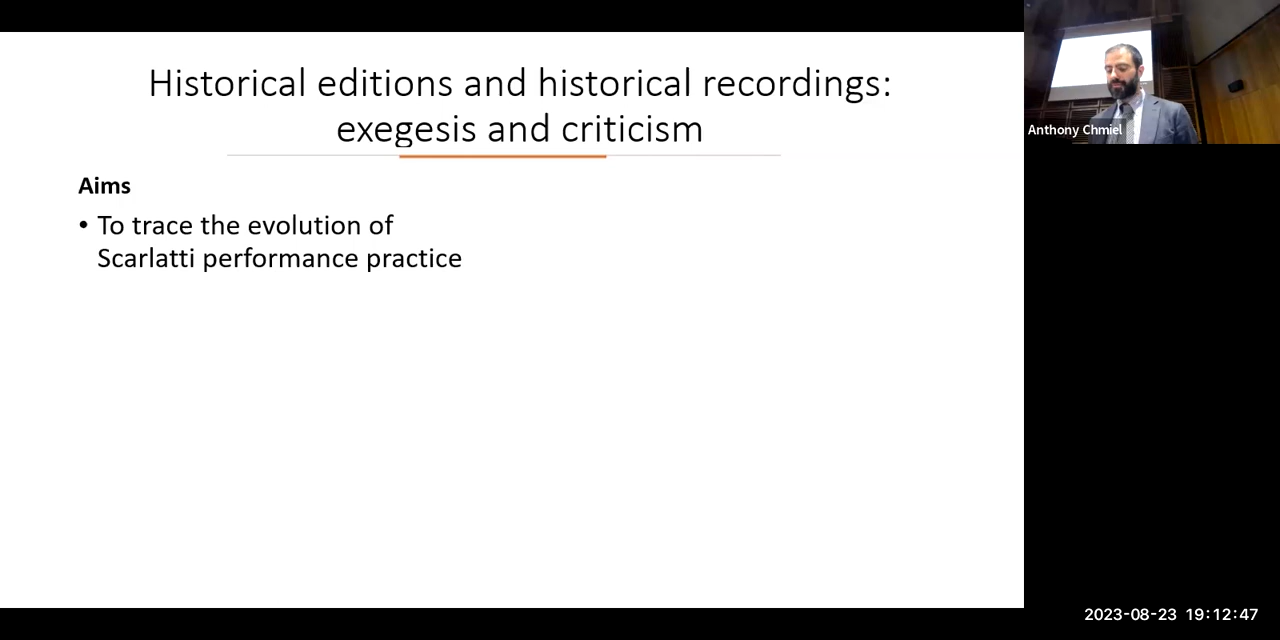 Historical editions and historical recordings:
exegesis and criticism
Aims
• To trace the evolution of
Scarlatti performance practice
Anthony Chmiel
2023-08-23 19:12:47